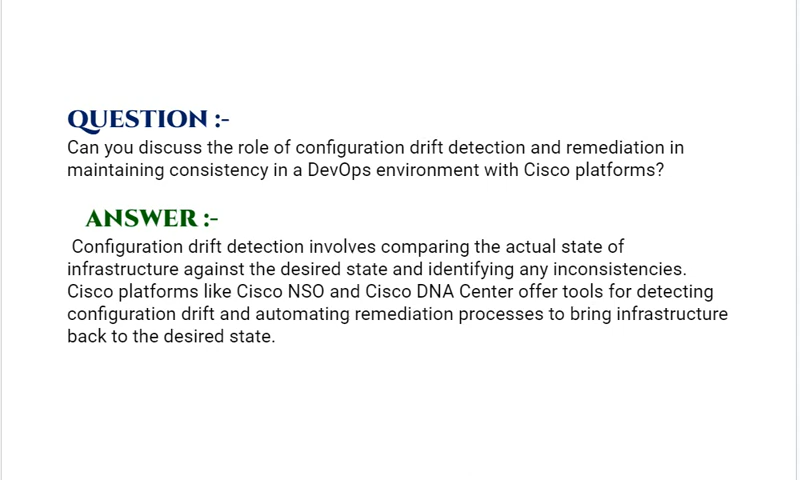 QUESTION :-
Can you discuss the role of configuration drift detection and remediation in
maintaining consistency in a DevOps environment with Cisco platforms?
ANSWER :-
Configuration drift detection involves comparing the actual state of
infrastructure against the desired state and identifying any inconsistencies.
Cisco platforms like Cisco NSO and Cisco DNA Center offer tools for detecting
configuration drift and automating remediation processes to bring infrastructure
back to the desired state.